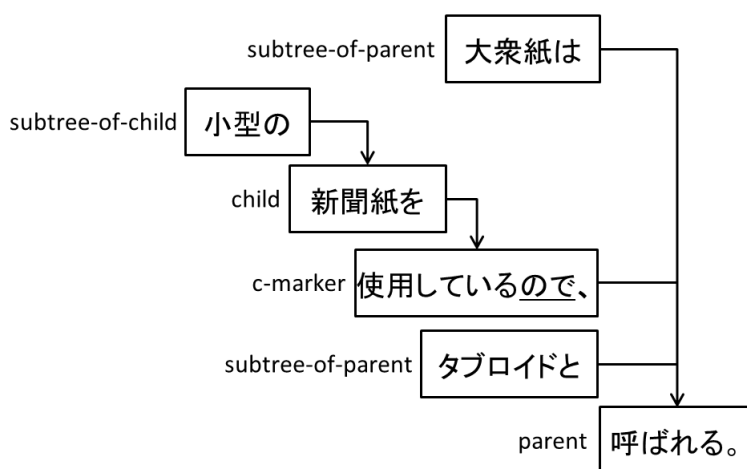 subtree-of-parent 大衆紙は
subtree-of-child 小型の
child 新聞紙を
c-marker 使用しているので、
subtree-of-parent タブロイドと
parent 呼ばれる。